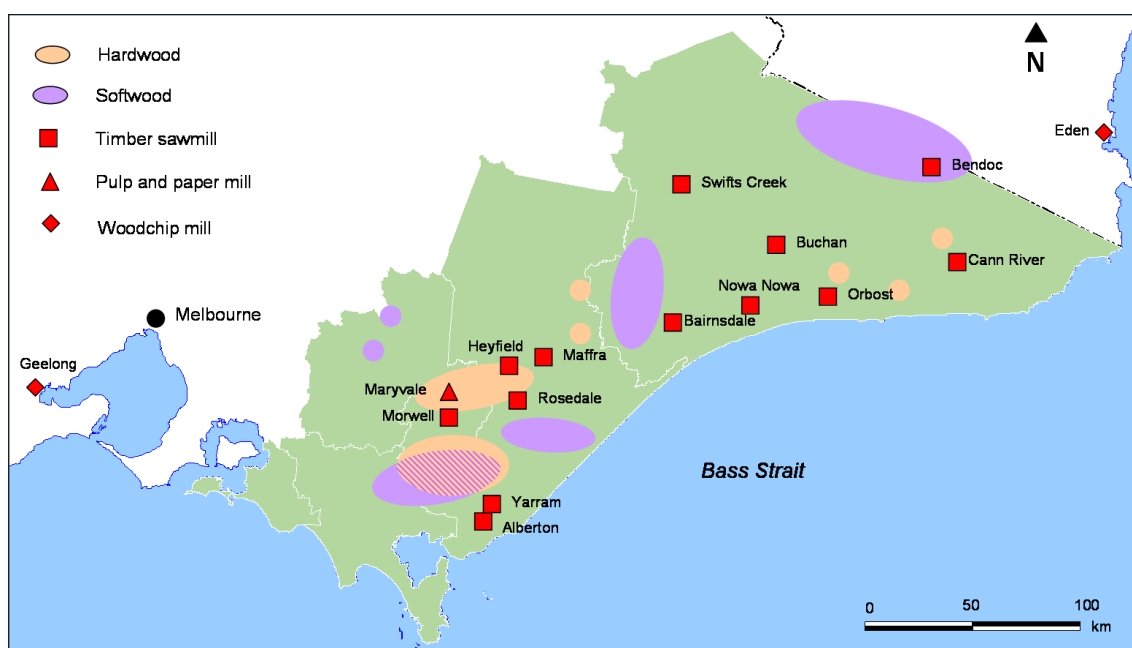 Hardwood
Softwood
Timber sawmill
Pulp and paper mill
Woodchip mill
N
Eden
Bendoc
Swifts Creek
Buchan
Cann River
Nowa Nowa
Orbost
Melbourne
Bairnsdale
Heyfield
Maffra
Geelong
Maryvale
Rosedale
Morwell
Bass Strait
Yarram
Alberton
0 50 100
km